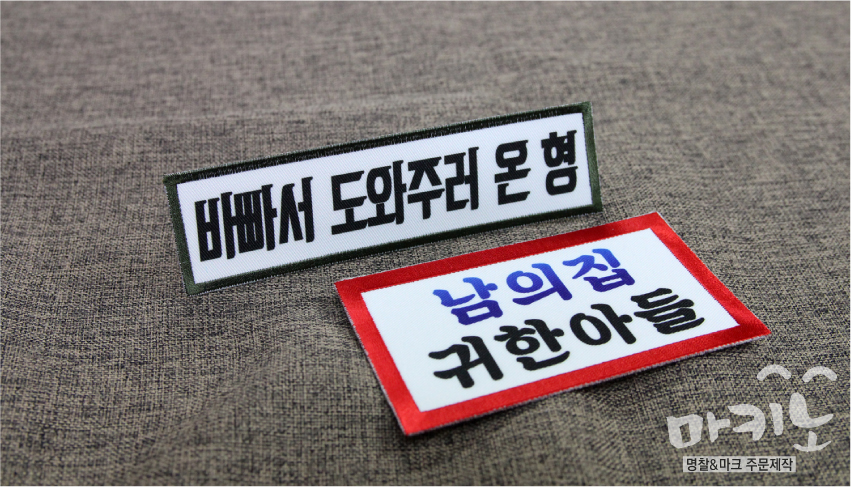 바빠서 도와주러 온 형
남의집
귀한아들
마키노
명찰&마크 주문제작